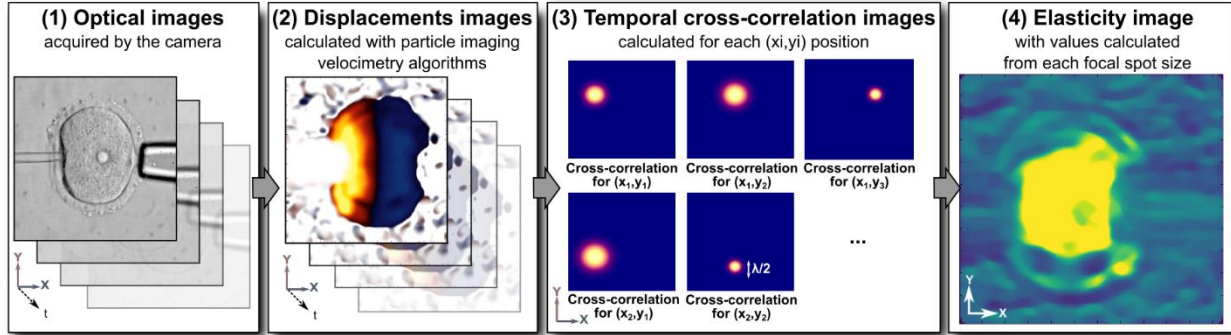 (1) Optical images
acquired by the camera
Y
X
t
(2) Displacements images
calculated with particle imaging
velocimetry algorithms
Y
X
t
(3) Temporal cross-correlation images
calculated for each (xi,yi) position
Cross-correlation
for (x₁,y₁)
Cross-correlation
for (x₁,y₂)
Cross-correlation
for (x₁,y₃)
Cross-correlation
for (x₂,y₁)
λ/2
Cross-correlation
for (x₂,y₂)
...
Y
X
(4) Elasticity image
with values calculated
from each focal spot size
Y
X